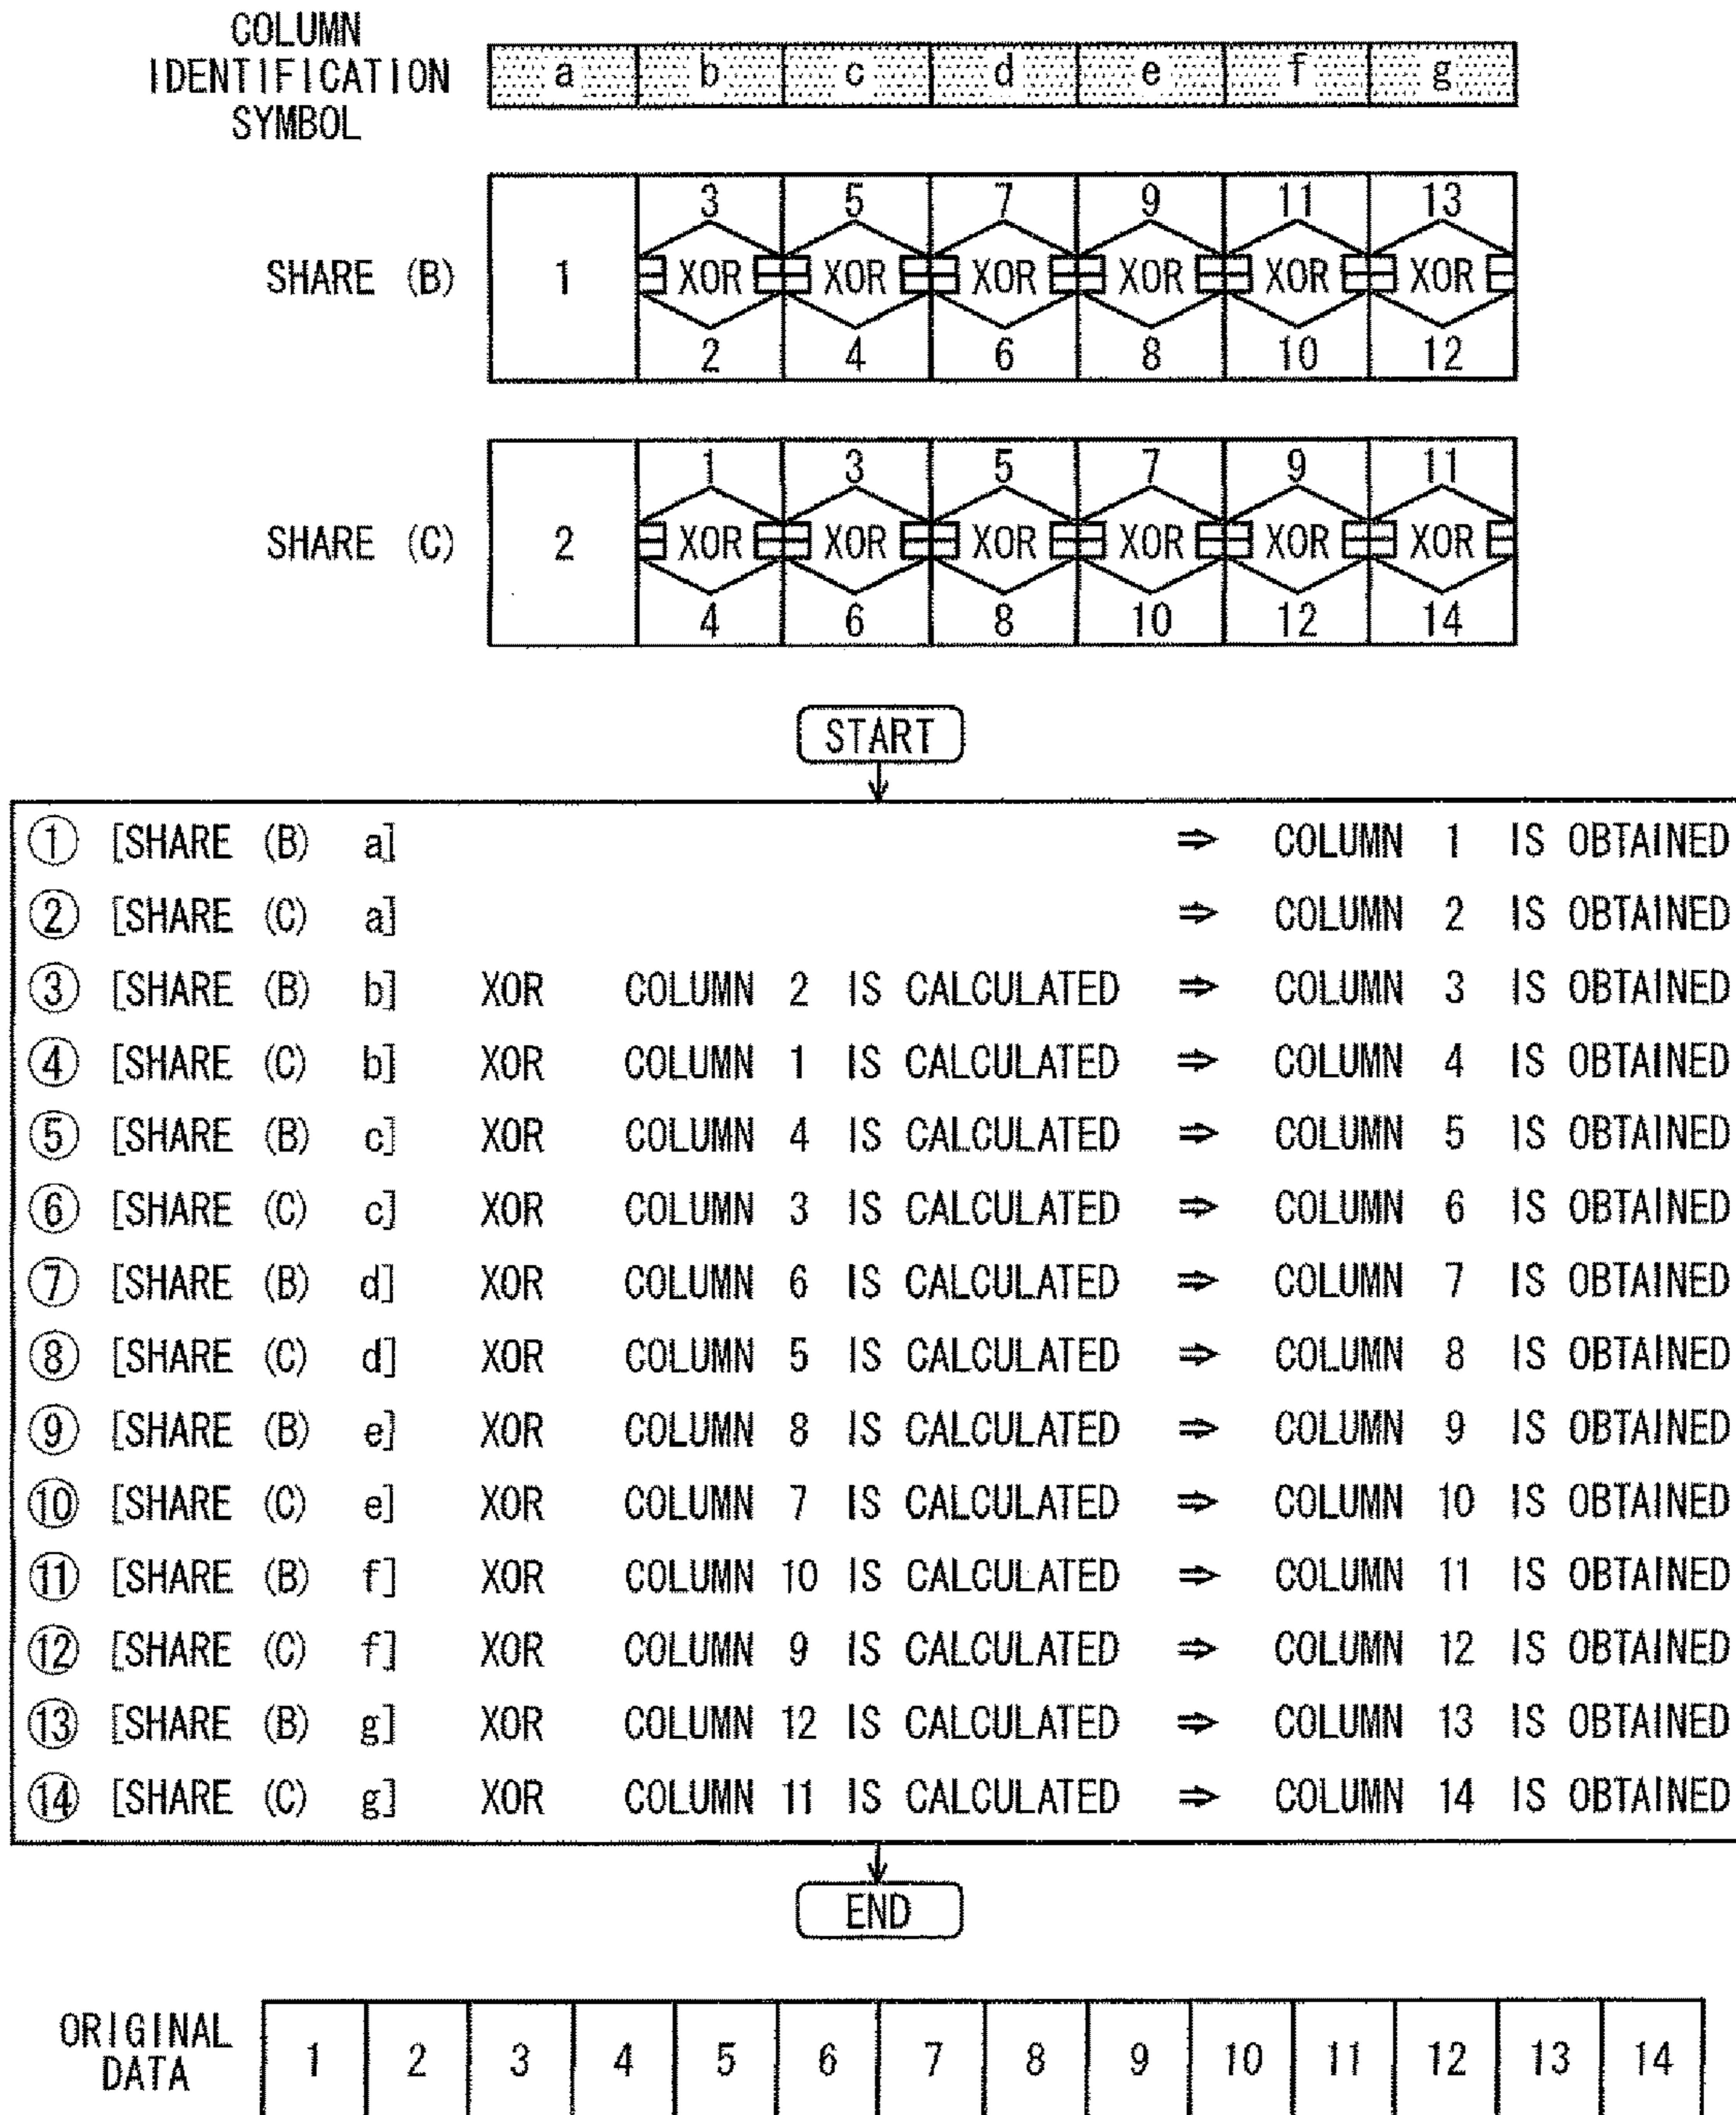 COLUMN
IDENTIFICATION
SYMBOL
a b c d e f g
3 5 7 9 11 13
SHARE (B) 1 XOR XOR XOR XOR XOR XOR
2 4 6 8 10 12
1 3 5 7 9 11
SHARE (C) 2 XOR XOR XOR XOR XOR XOR
4 6 8 10 12 14
START
① [SHARE (B) a] ⇒ COLUMN 1 IS OBTAINED
② [SHARE (C) a] ⇒ COLUMN 2 IS OBTAINED
③ [SHARE (B) b] XOR COLUMN 2 IS CALCULATED ⇒ COLUMN 3 IS OBTAINED
④ [SHARE (C) b] XOR COLUMN 1 IS CALCULATED ⇒ COLUMN 4 IS OBTAINED
⑤ [SHARE (B) c] XOR COLUMN 4 IS CALCULATED ⇒ COLUMN 5 IS OBTAINED
⑥ [SHARE (C) c] XOR COLUMN 3 IS CALCULATED ⇒ COLUMN 6 IS OBTAINED
⑦ [SHARE (B) d] XOR COLUMN 6 IS CALCULATED ⇒ COLUMN 7 IS OBTAINED
⑧ [SHARE (C) d] XOR COLUMN 5 IS CALCULATED ⇒ COLUMN 8 IS OBTAINED
⑨ [SHARE (B) e] XOR COLUMN 8 IS CALCULATED ⇒ COLUMN 9 IS OBTAINED
⑩ [SHARE (C) e] XOR COLUMN 7 IS CALCULATED ⇒ COLUMN 10 IS OBTAINED
⑪ [SHARE (B) f] XOR COLUMN 10 IS CALCULATED ⇒ COLUMN 11 IS OBTAINED
⑫ [SHARE (C) f] XOR COLUMN 9 IS CALCULATED ⇒ COLUMN 12 IS OBTAINED
⑬ [SHARE (B) g] XOR COLUMN 12 IS CALCULATED ⇒ COLUMN 13 IS OBTAINED
⑭ [SHARE (C) g] XOR COLUMN 11 IS CALCULATED ⇒ COLUMN 14 IS OBTAINED
END
ORIGINAL
DATA
1 2 3 4 5 6 7 8 9 10 11 12 13 14